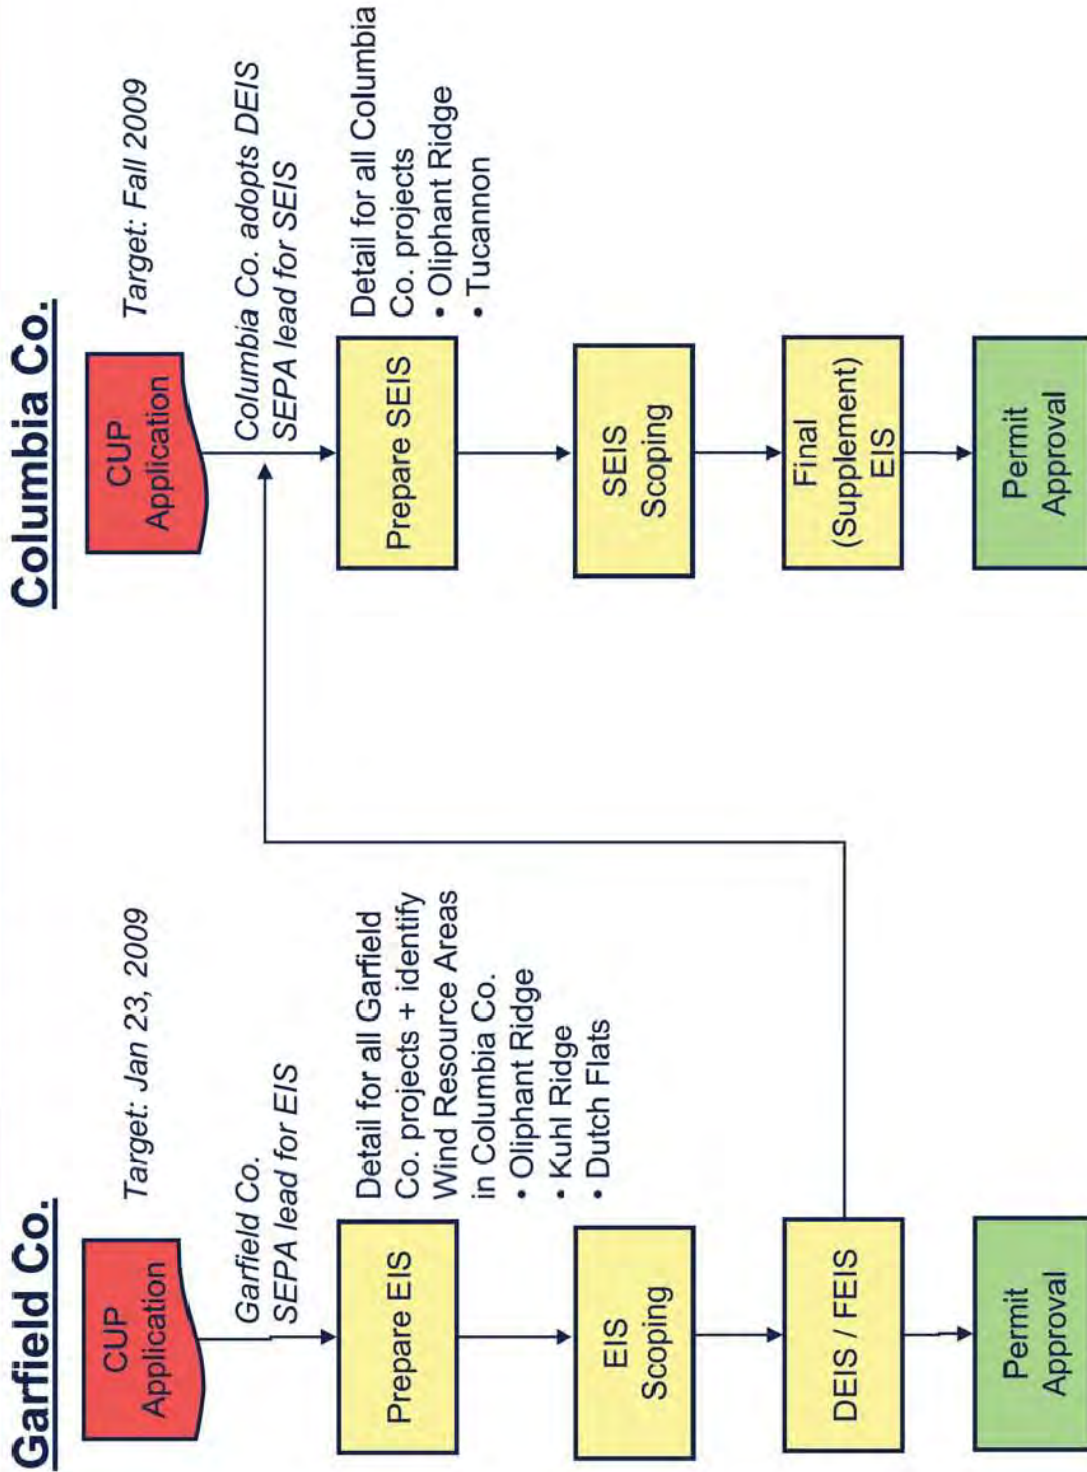 Garfield Co.
CUP
Application
Target: Jan 23, 2009
Garfield Co.
SEPA lead for EIS
Prepare EIS
Detail for all Garfield
Co. projects + identify
Wind Resource Areas
in Columbia Co.
• Oliphant Ridge
• Kuhl Ridge
• Dutch Flats
EIS
Scoping
DEIS / FEIS
Permit
Approval
Columbia Co.
CUP
Application
Target: Fall 2009
Columbia Co. adopts DEIS
SEPA lead for SEIS
Prepare SEIS
Detail for all Columbia
Co. projects
• Oliphant Ridge
• Tucannon
SEIS
Scoping
Final
(Supplement)
EIS
Permit
Approval